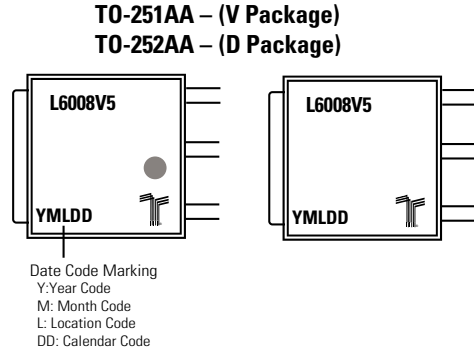 TO-251AA – (V Package)
TO-252AA – (D Package)
L6008V5
YMLDD
L6008V5
YMLDD
Date Code Marking
Y:Year Code
M: Month Code
L: Location Code
DD: Calendar Code